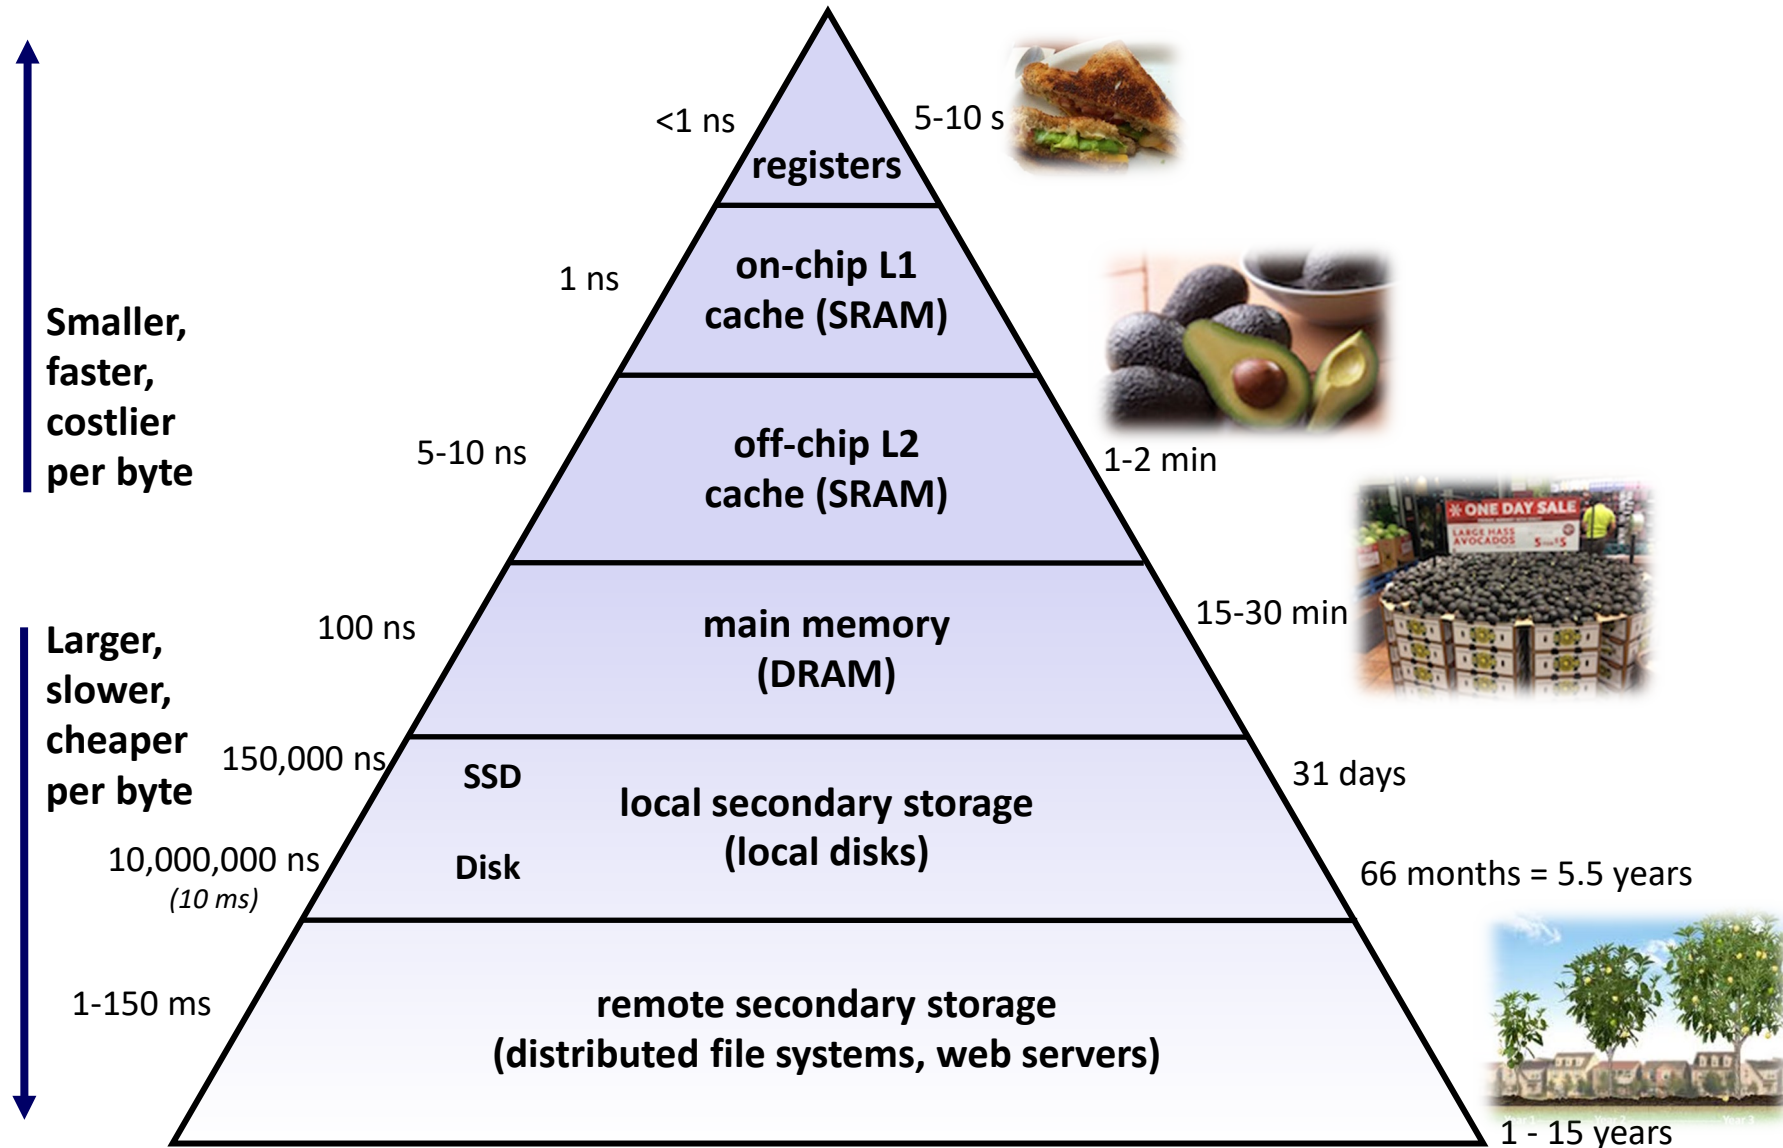 <1 ns
5-10 s
registers
1 ns
on-chip L1
cache (SRAM)
Smaller,
faster,
costlier
per byte
5-10 ns
off-chip L2
cache (SRAM)
1-2 min
ONE DAY SALE
LARGE HASS
AVOCADOS
100 ns
main memory
(DRAM)
15-30 min
Larger,
slower,
cheaper
per byte
150,000 ns
SSD
local secondary storage
(local disks)
31 days
10,000,000 ns
(10 ms)
Disk
66 months = 5.5 years
1-150 ms
remote secondary storage
(distributed file systems, web servers)
1 - 15 years